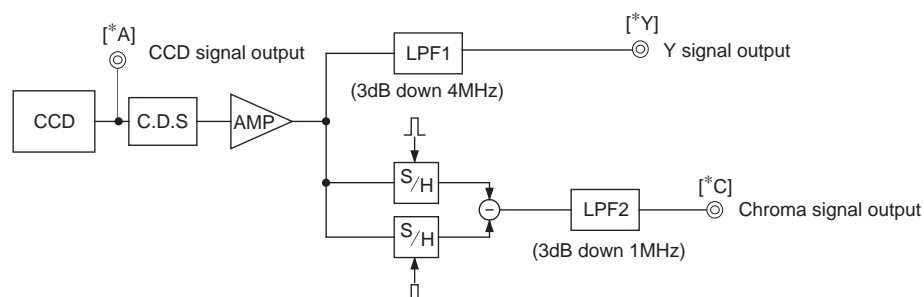 [*A]
CCD signal output
[*Y]
Y signal output
LPF1
(3dB down 4MHz)
CCD
C.D.S
AMP
S/H
[*C]
LPF2
Chroma signal output
S/H
(3dB down 1MHz)